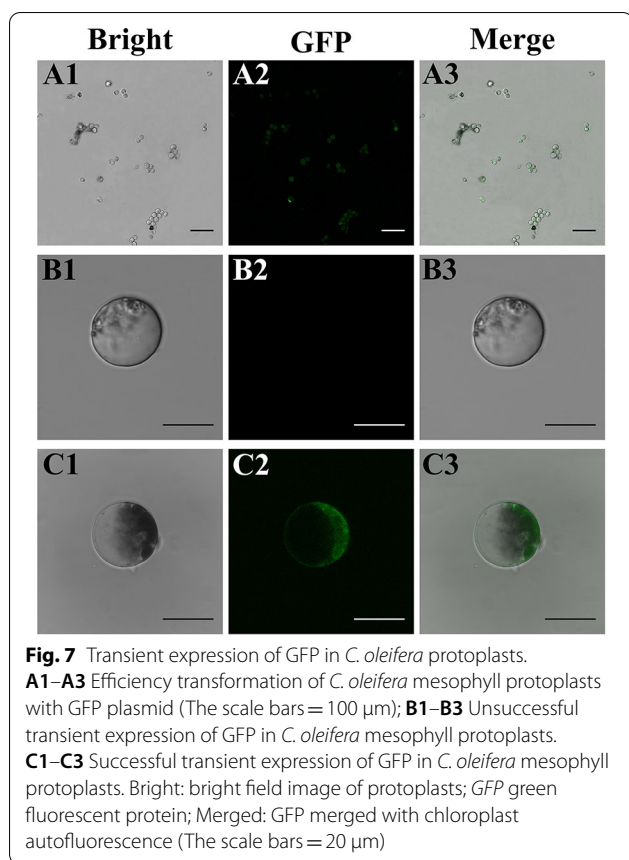 Bright GFP Merge
A1 A2 A3
B1 B2 B3
C1 C2 C3
Fig. 7 Transient expression of GFP in C. oleifera protoplasts.
A1–A3 Efficiency transformation of C. oleifera mesophyll protoplasts
with GFP plasmid (The scale bars = 100 μm); B1–B3 Unsuccessful
transient expression of GFP in C. oleifera mesophyll protoplasts.
C1–C3 Successful transient expression of GFP in C. oleifera mesophyll
protoplasts. Bright: bright field image of protoplasts; GFP green
fluorescent protein; Merged: GFP merged with chloroplast
autofluorescence (The scale bars = 20 μm)